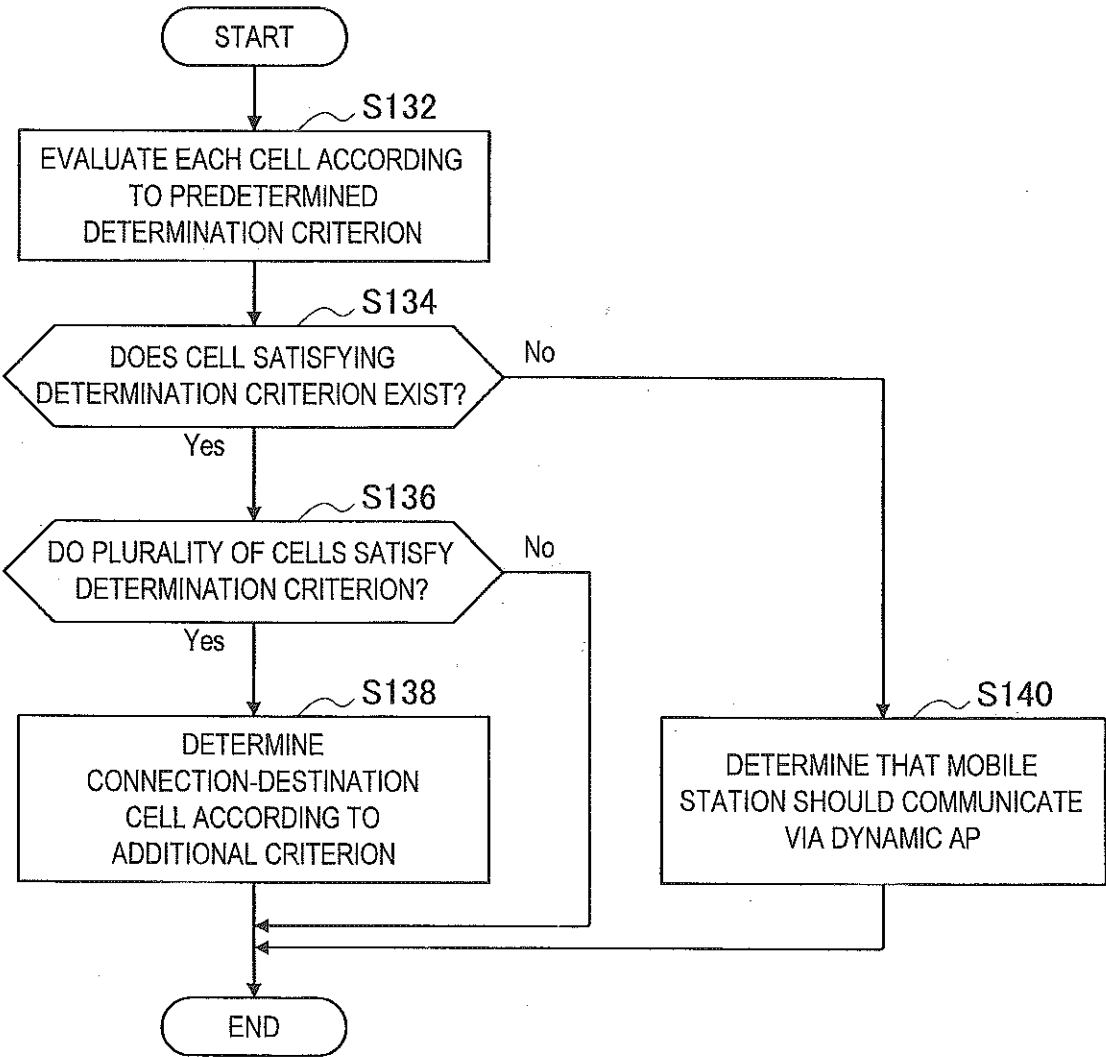 START
S132
EVALUATE EACH CELL ACCORDING
TO PREDETERMINED
DETERMINATION CRITERION
S134
DOES CELL SATISFYING
DETERMINATION CRITERION EXIST?
No
Yes
S136
DO PLURALITY OF CELLS SATISFY
DETERMINATION CRITERION?
No
Yes
S138
DETERMINE
CONNECTION-DESTINATION
CELL ACCORDING TO
ADDITIONAL CRITERION
S140
DETERMINE THAT MOBILE
STATION SHOULD COMMUNICATE
VIA DYNAMIC AP
END